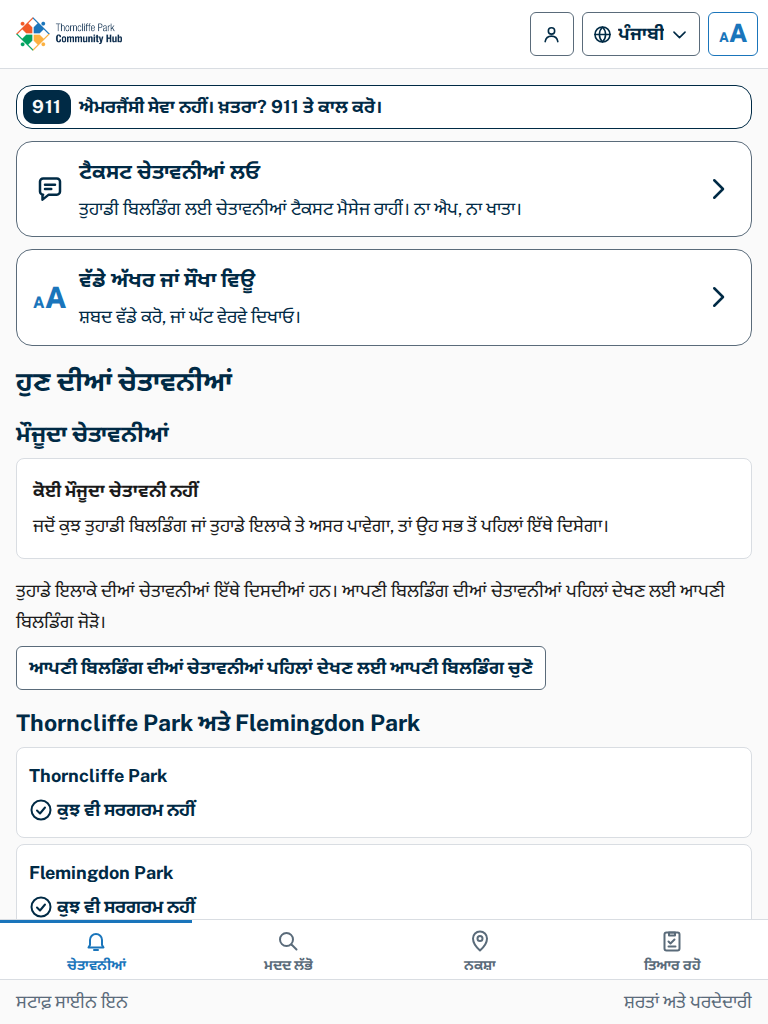 Thorncliffe Park
Community Hub
ਪੰਜਾਬੀ
AA
911 ਐਮਰਜੈਂਸੀ ਸੇਵਾ ਨਹੀਂ। ਖ਼ਤਰਾ? 911 ਤੇ ਕਾਲ ਕਰੋ।
ਟੈਕਸਟ ਚੇਤਾਵਨੀਆਂ ਲਓ
ਤੁਹਾਡੀ ਬਿਲਡਿੰਗ ਲਈ ਚੇਤਾਵਨੀਆਂ ਟੈਕਸਟ ਮੈਸੇਜ ਰਾਹੀਂ। ਨਾ ਐਪ, ਨਾ ਖਾਤਾ।
AA
ਵੱਡੇ ਅੱਖਰ ਜਾਂ ਸੌਖਾ ਵਿਊ
ਸ਼ਬਦ ਵੱਡੇ ਕਰੋ, ਜਾਂ ਘੱਟ ਵੇਰਵੇ ਦਿਖਾਓ।
ਹੁਣ ਦੀਆਂ ਚੇਤਾਵਨੀਆਂ
ਮੌਜੂਦਾ ਚੇਤਾਵਨੀਆਂ
ਕੋਈ ਮੌਜੂਦਾ ਚੇਤਾਵਨੀ ਨਹੀਂ
ਜਦੋਂ ਕੁਝ ਤੁਹਾਡੀ ਬਿਲਡਿੰਗ ਜਾਂ ਤੁਹਾਡੇ ਇਲਾਕੇ ਤੇ ਅਸਰ ਪਾਵੇਗਾ, ਤਾਂ ਉਹ ਸਭ ਤੋਂ ਪਹਿਲਾਂ ਇੱਥੇ ਦਿਸੇਗਾ।
ਤੁਹਾਡੇ ਇਲਾਕੇ ਦੀਆਂ ਚੇਤਾਵਨੀਆਂ ਇੱਥੇ ਦਿਸਦੀਆਂ ਹਨ। ਆਪਣੀ ਬਿਲਡਿੰਗ ਦੀਆਂ ਚੇਤਾਵਨੀਆਂ ਪਹਿਲਾਂ ਦੇਖਣ ਲਈ ਆਪਣੀ
ਬਿਲਡਿੰਗ ਜੋੜੋ।
ਆਪਣੀ ਬਿਲਡਿੰਗ ਦੀਆਂ ਚੇਤਾਵਨੀਆਂ ਪਹਿਲਾਂ ਦੇਖਣ ਲਈ ਆਪਣੀ ਬਿਲਡਿੰਗ ਚੁਣੋ
Thorncliffe Park ਅਤੇ Flemingdon Park
Thorncliffe Park
ਕੁਝ ਵੀ ਸਰਗਰਮ ਨਹੀਂ
Flemingdon Park
ਕੁਝ ਵੀ ਸਰਗਰਮ ਨਹੀਂ
ਚੇਤਾਵਨੀਆਂ
ਮਦਦ ਲੱਭੋ
ਨਕਸ਼ਾ
ਤਿਆਰ ਰਹੋ
ਸਟਾਫ਼ ਸਾਈਨ ਇਨ
ਸ਼ਰਤਾਂ ਅਤੇ ਪਰਦੇਦਾਰੀ